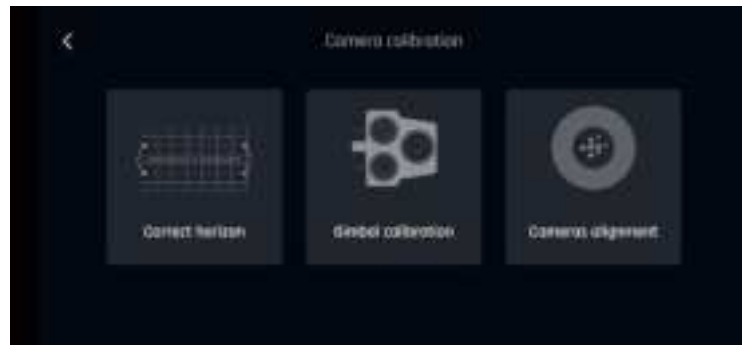 Camera calibration
Correct horizon
Gimbal calibration
Cameras alignment